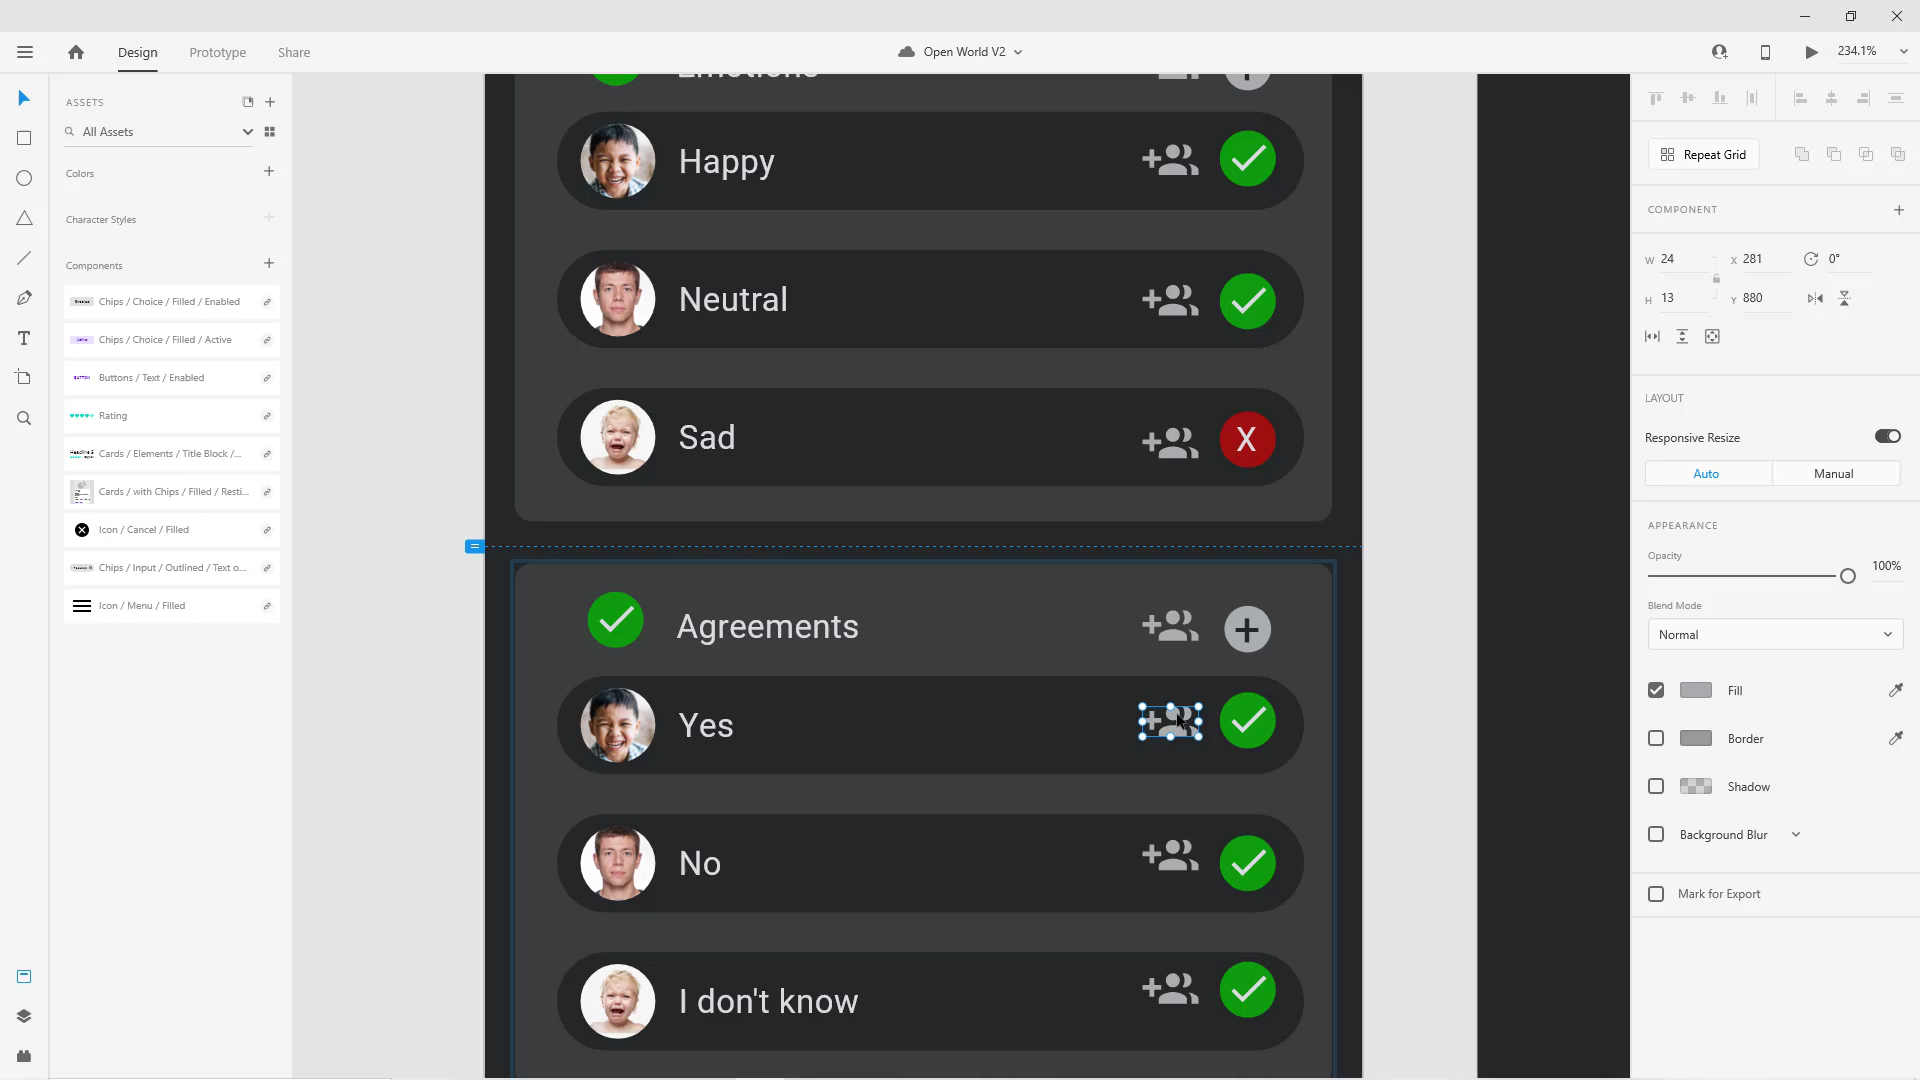 Design
Prototype
Share
Open World V2
234.1%
ASSETS
All Assets
Colors
Character Styles
Components
Chips / Choice / Filled / Enabled
Chips / Choice / Filled / Active
BUTTON
Buttons / Text / Enabled
Rating
Cards / Elements / Title Block /...
Cards / with Chips / Filled / Resti...
Icon / Cancel / Filled
Chips / Input / Outlined / Text o...
Icon / Menu / Filled
Emotions
Happy
Neutral
Sad
X
Agreements
Yes
No
I don't know
Repeat Grid
COMPONENT
W 24
X 281
0°
H 13
Y 880
LAYOUT
Responsive Resize
Auto
Manual
APPEARANCE
Opacity
100%
Blend Mode
Normal
Fill
Border
Shadow
Background Blur
Mark for Export